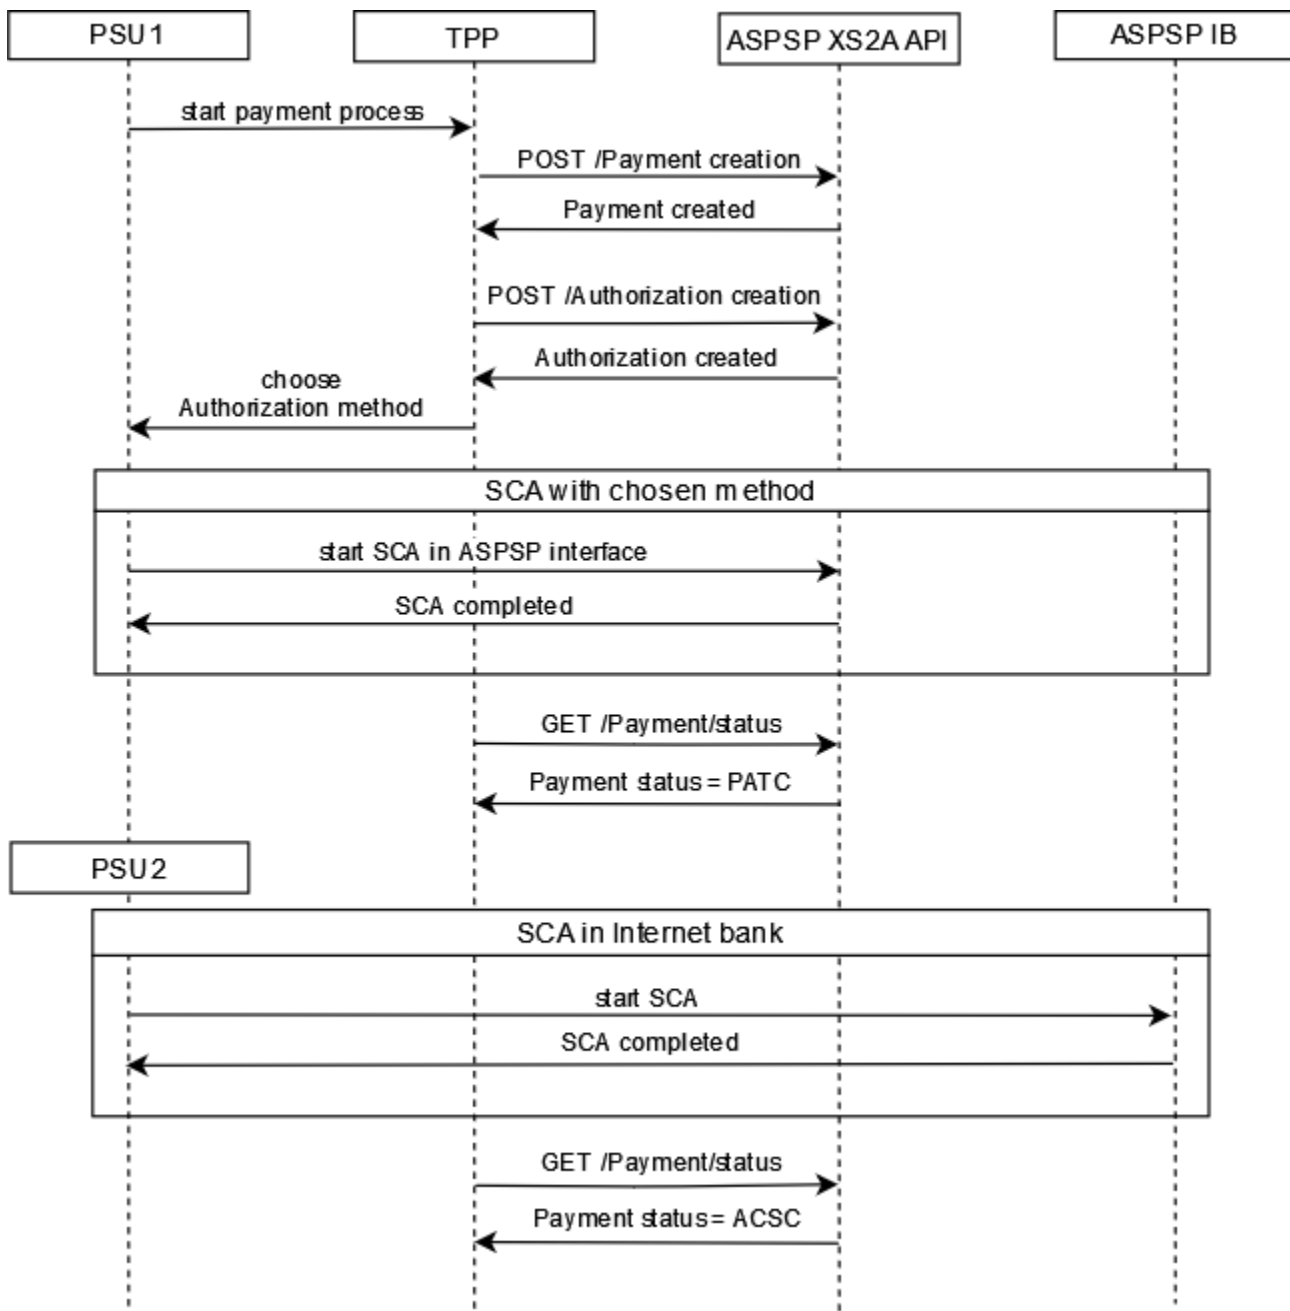 PSU1
TPP
ASPSP XS2A API
ASPSP IB
start payment process
POST /Payment creation
Payment created
POST /Authorization creation
Authorization created
choose
Authorization method
SCA with chosen method
start SCA in ASPSP interface
SCA completed
GET /Payment/status
Payment status = PATC
PSU2
SCA in Internet bank
start SCA
SCA completed
GET /Payment/status
Payment status = ACSC